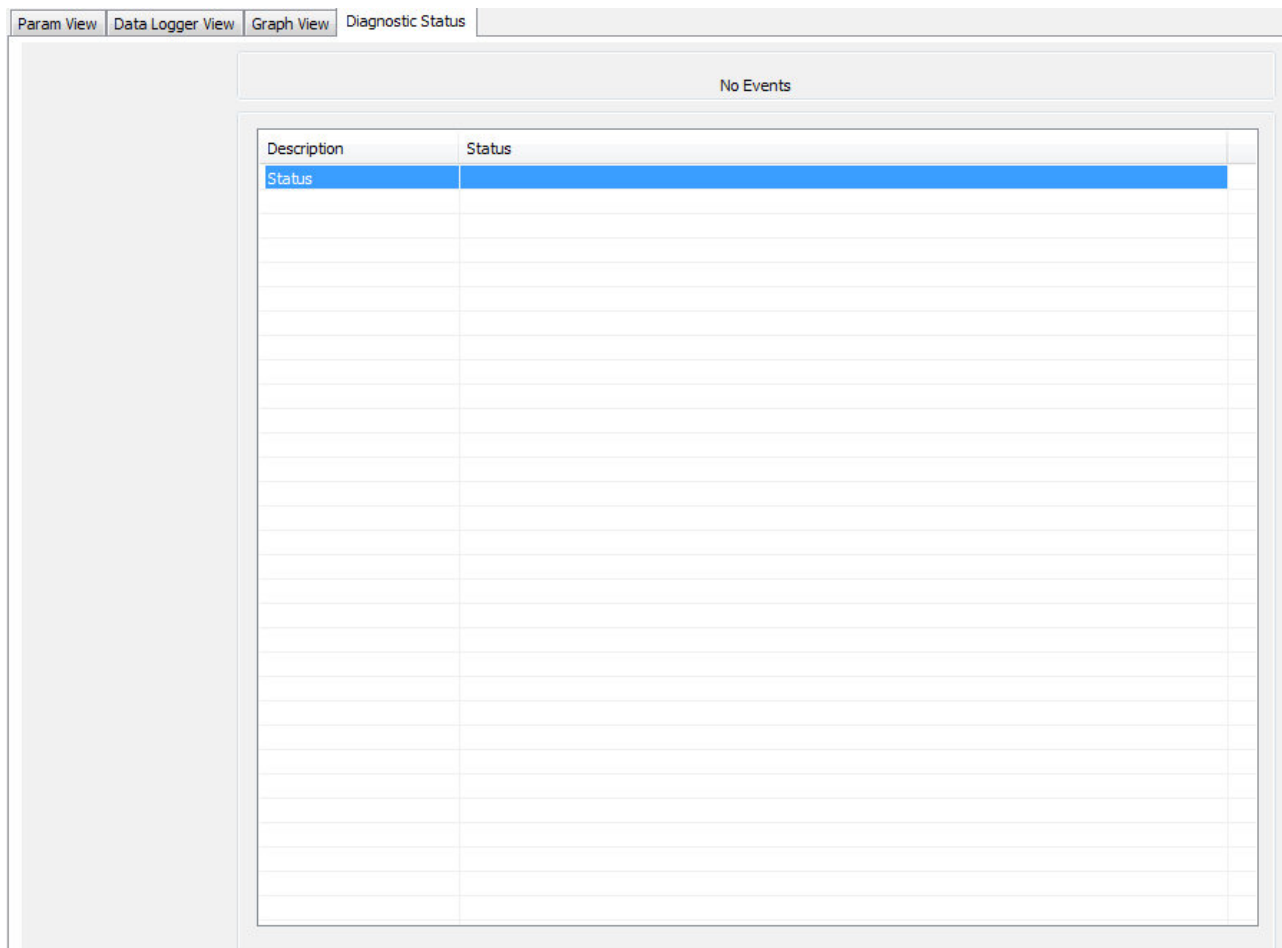 Param View Data Logger View Graph View Diagnostic Status
No Events
Description Status
Status